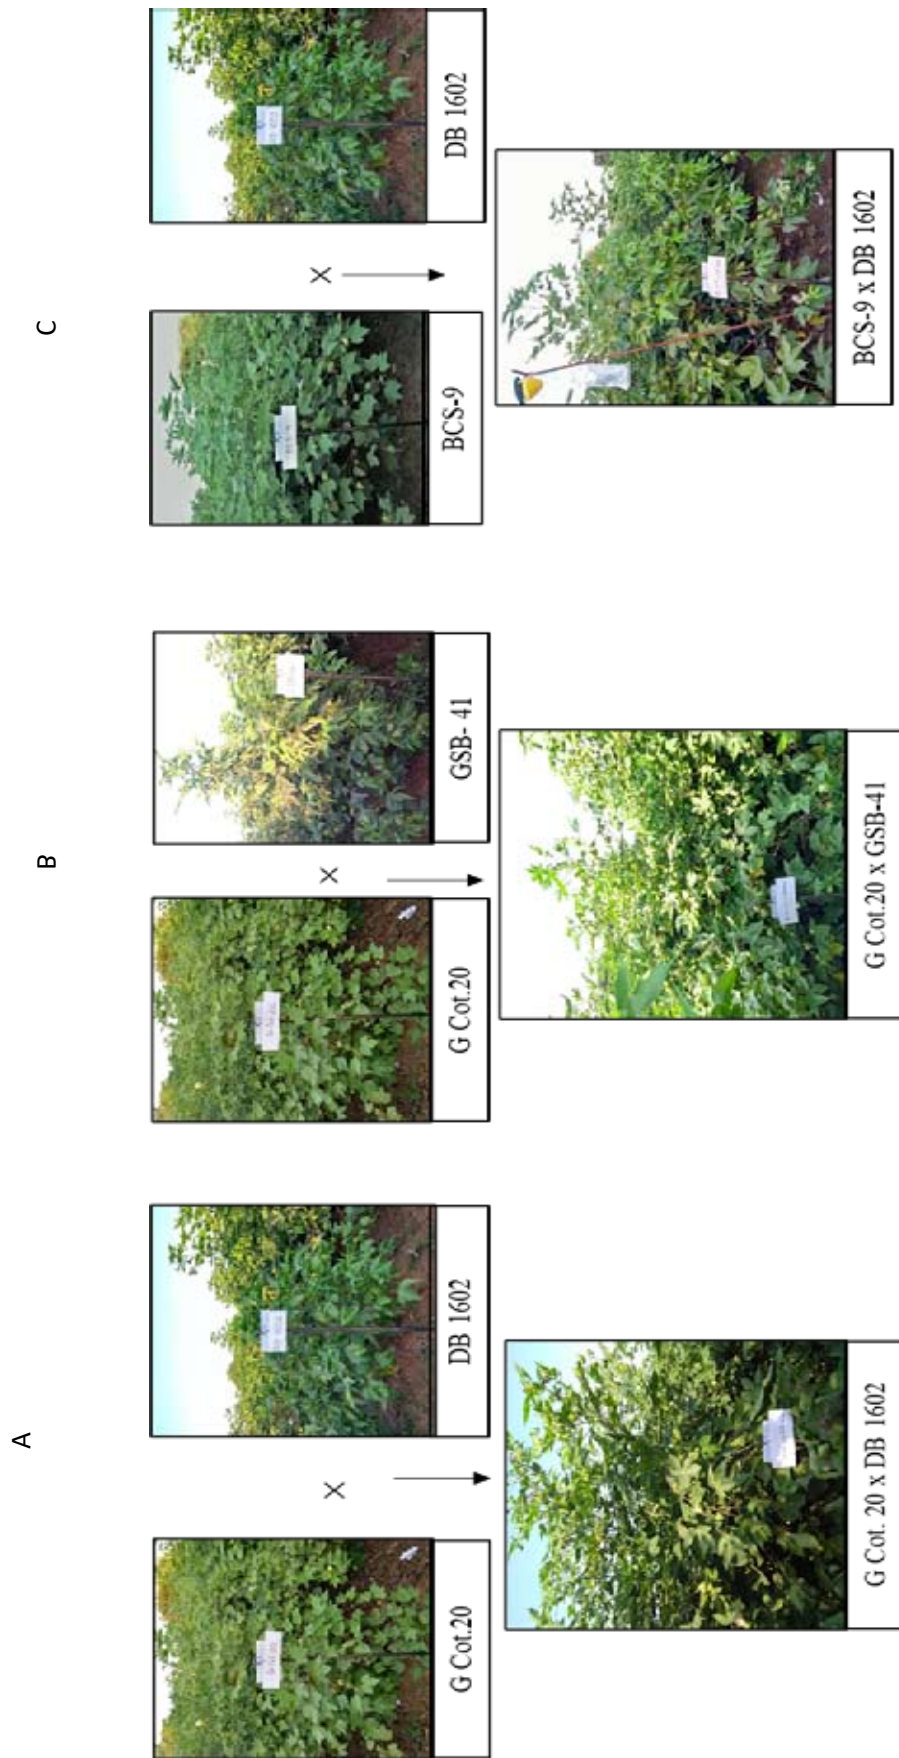 A
G Cot.20
X
DB 1602
G Cot. 20 x DB 1602
B
G Cot.20
X
GSB- 41
G Cot.20 x GSB-41
C
BCS-9
X
DB 1602
BCS-9 x DB 1602